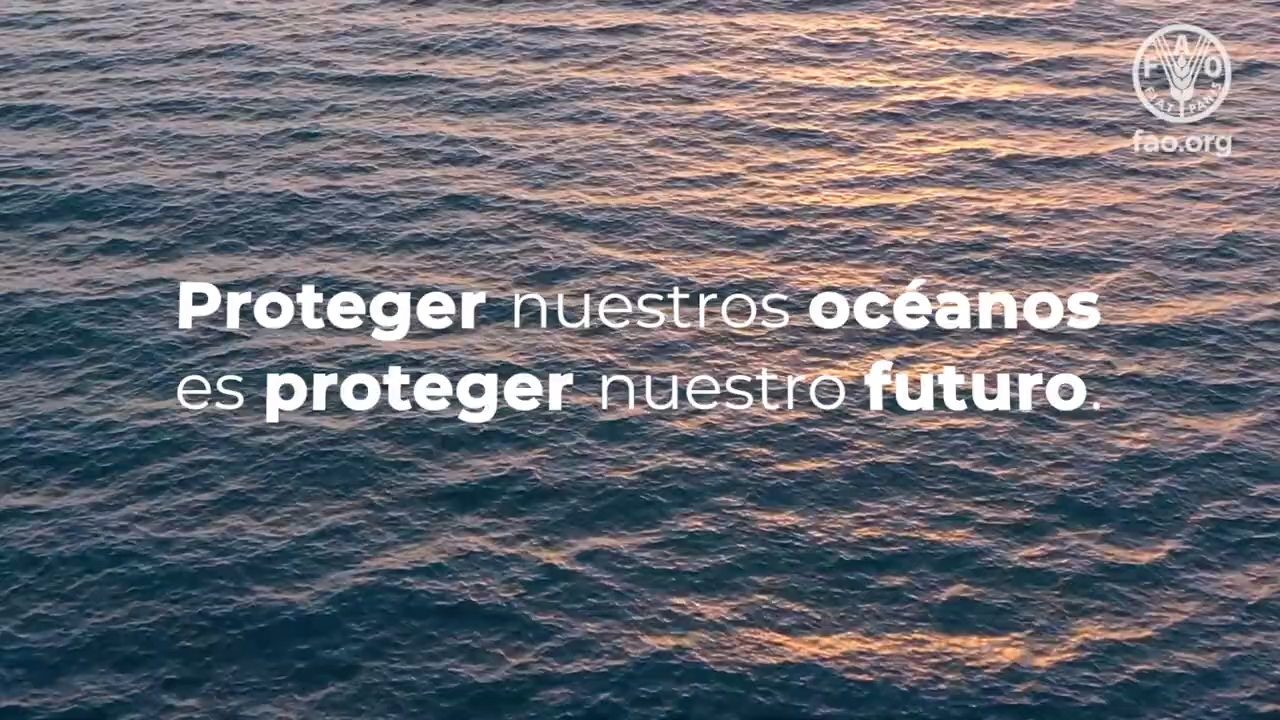 FAO
FIAT PANIS
fao.org
Proteger nuestros océanos
es proteger nuestro futuro.